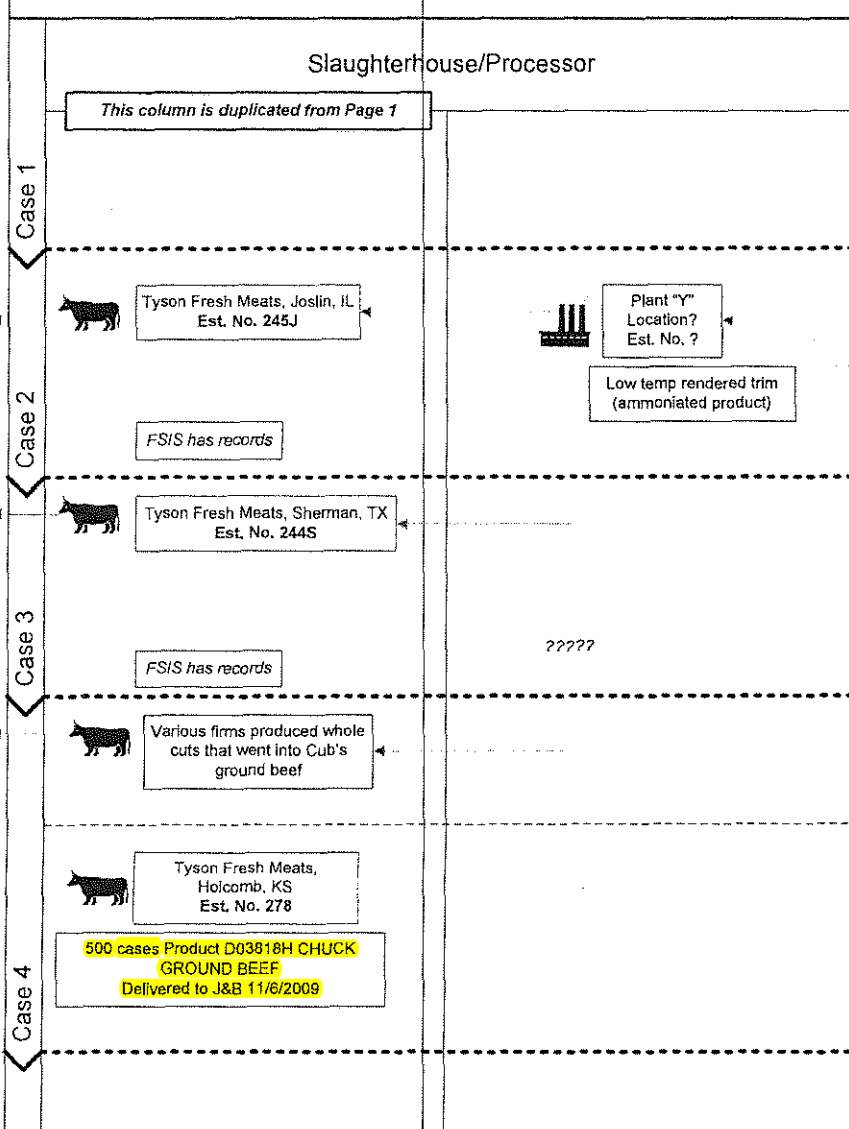 Slaughterhouse/Processor
This column is duplicated from Page 1
Case 1
Tyson Fresh Meats, Joslin, IL
Est. No. 245J
Plant "Y"
Location?
Est. No. ?
Low temp rendered trim
(ammoniated product)
FSIS has records
Case 2
Tyson Fresh Meats, Sherman, TX
Est. No. 244S
?????
FSIS has records
Case 3
Various firms produced whole
cuts that went into Cub's
ground beef
Tyson Fresh Meats,
Holcomb, KS
Est. No. 278
500 cases Product D03818H CHUCK
GROUND BEEF
Delivered to J&B 11/6/2009
Case 4